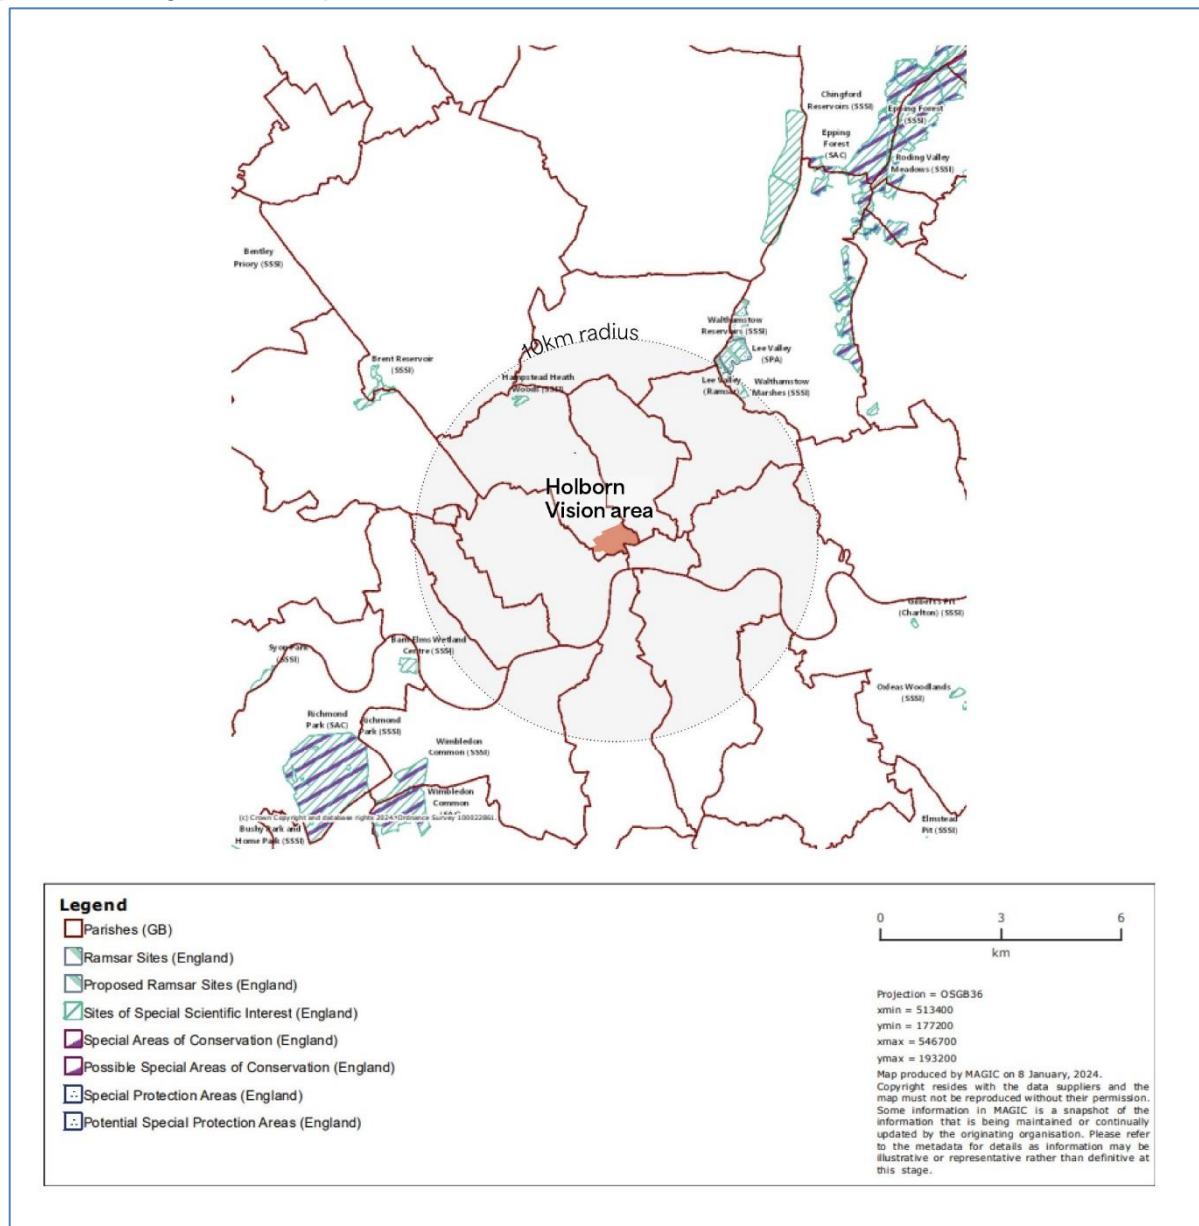 Chingford
Reservoirs (SSSI)
Epping Forest
(SSSI)
Epping
Forest
(SAC)
Roding Valley
Meadows (SSSI)
Bentley
Priory (SSSI)
Walthamstow
Reservoirs (SSSI)
10km radius
Lee Valley
(SPA)
Brent Reservoir
(SSSI)
Hampstead Heath
Woods (SSSI)
Lee Valley
(Ramsar)
Walthamstow
Marshes (SSSI)
Holborn
Vision area
(Charlton) (SSSI)
Barn Elms Wetland
Centre (SSSI)
Syon Park
(SSSI)
Oxleas Woodlands
(SSSI)
Richmond
Park (SAC)
Richmond
Park (SSSI)
Wimbledon
Common (SSSI)
Wimbledon
Common
(c) Crown Copyright and database rights 2024. Ordnance Survey 100022861.
Bushy Park and
Home Park (SSSI)
Elmstead
Pit (SSSI)
Legend
Parishes (GB)
Ramsar Sites (England)
Proposed Ramsar Sites (England)
Sites of Special Scientific Interest (England)
Special Areas of Conservation (England)
Possible Special Areas of Conservation (England)
Special Protection Areas (England)
Potential Special Protection Areas (England)
0 3 6
km
Projection = OSGB36
xmin = 513400
ymin = 177200
xmax = 546700
ymax = 193200
Map produced by MAGIC on 8 January, 2024.
Copyright resides with the data suppliers and the
map must not be reproduced without their permission.
Some information in MAGIC is a snapshot of the
information that is being maintained or continually
updated by the originating organisation. Please refer
to the metadata for details as information may be
illustrative or representative rather than definitive at
this stage.